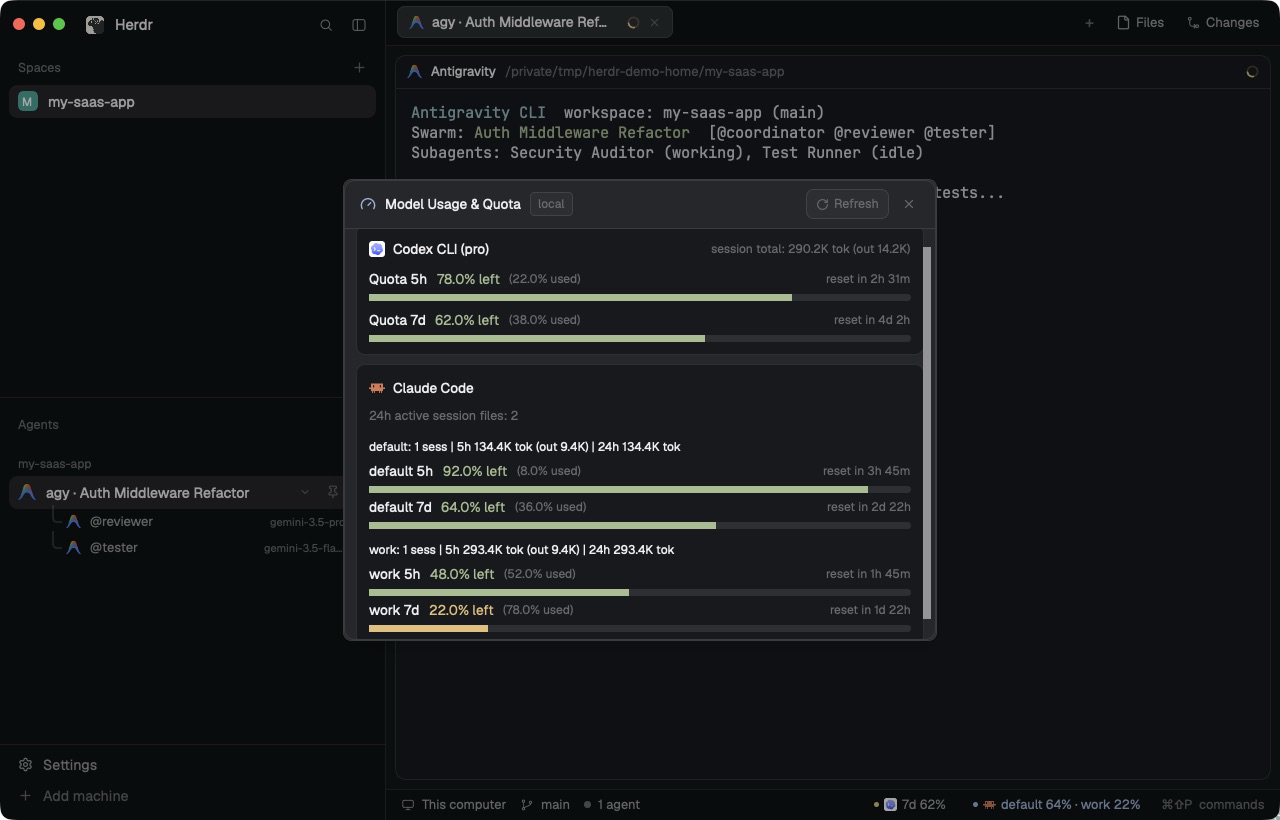 Herdr
agy · Auth Middleware Ref...
Files
Changes
Spaces
M my-saas-app
Antigravity /private/tmp/herdr-demo-home/my-saas-app
Antigravity CLI workspace: my-saas-app (main)
Swarm: Auth Middleware Refactor [@coordinator @reviewer @tester]
Subagents: Security Auditor (working), Test Runner (idle)
tests...
Model Usage & Quota local
Refresh
Codex CLI (pro) session total: 290.2K tok (out 14.2K)
Quota 5h 78.0% left (22.0% used) reset in 2h 31m
Quota 7d 62.0% left (38.0% used) reset in 4d 2h
Claude Code
24h active session files: 2
default: 1 sess | 5h 134.4K tok (out 9.4K) | 24h 134.4K tok
default 5h 92.0% left (8.0% used) reset in 3h 45m
default 7d 64.0% left (36.0% used) reset in 2d 22h
work: 1 sess | 5h 293.4K tok (out 9.4K) | 24h 293.4K tok
work 5h 48.0% left (52.0% used) reset in 1h 45m
work 7d 22.0% left (78.0% used) reset in 1d 22h
Agents
my-saas-app
agy · Auth Middleware Refactor
@reviewer gemini-3.5-pro
@tester gemini-3.5-fla...
Settings
Add machine
This computer main 1 agent 7d 62% default 64% · work 22% ⌘⇧P commands